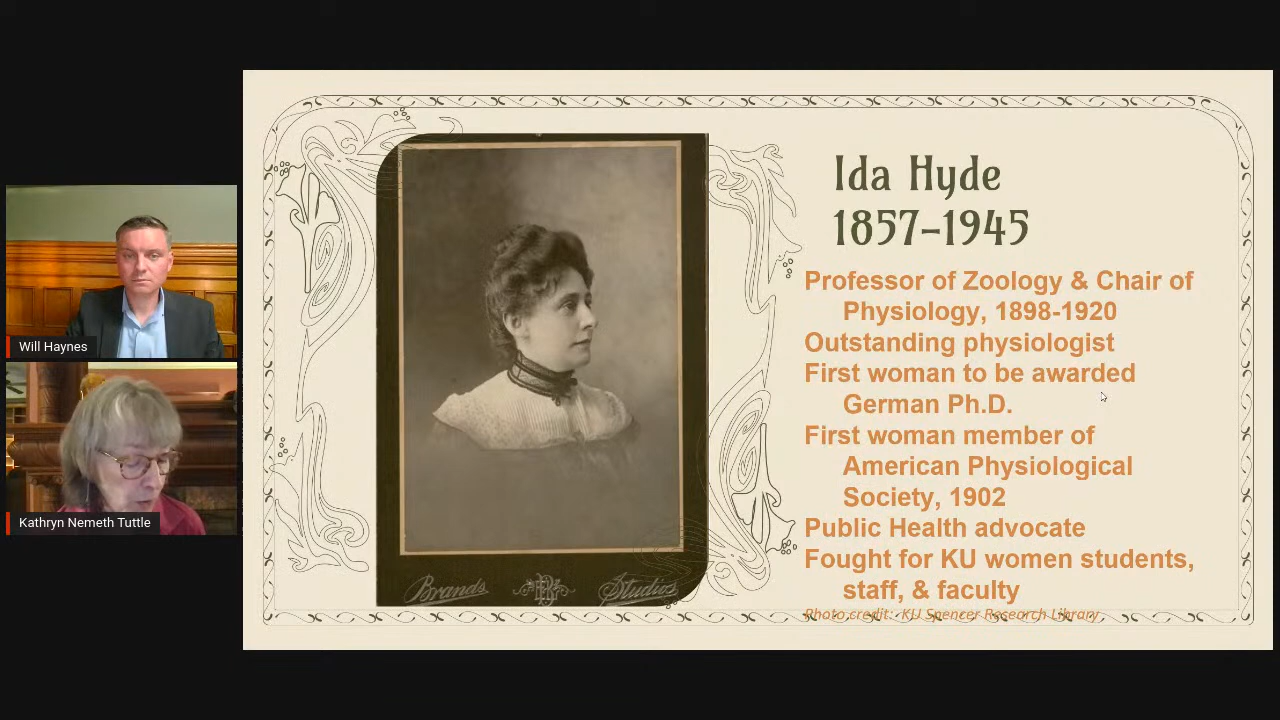 Will Haynes
Kathryn Nemeth Tuttle
Ida Hyde
1857–1945
Professor of Zoology & Chair of
Physiology, 1898-1920
Outstanding physiologist
First woman to be awarded
German Ph.D.
First woman member of
American Physiological
Society, 1902
Public Health advocate
Fought for KU women students,
staff, & faculty
Photo credit: KU Spencer Research Library
Brands Studios